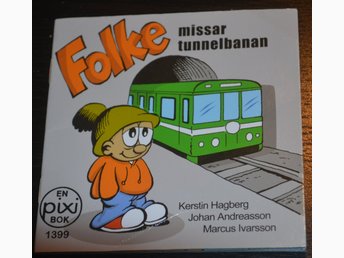 Folke
missar
tunnelbanan
Kerstin Hagberg
Johan Andreasson
Marcus Ivarsson
EN
pixi
BOK
1399